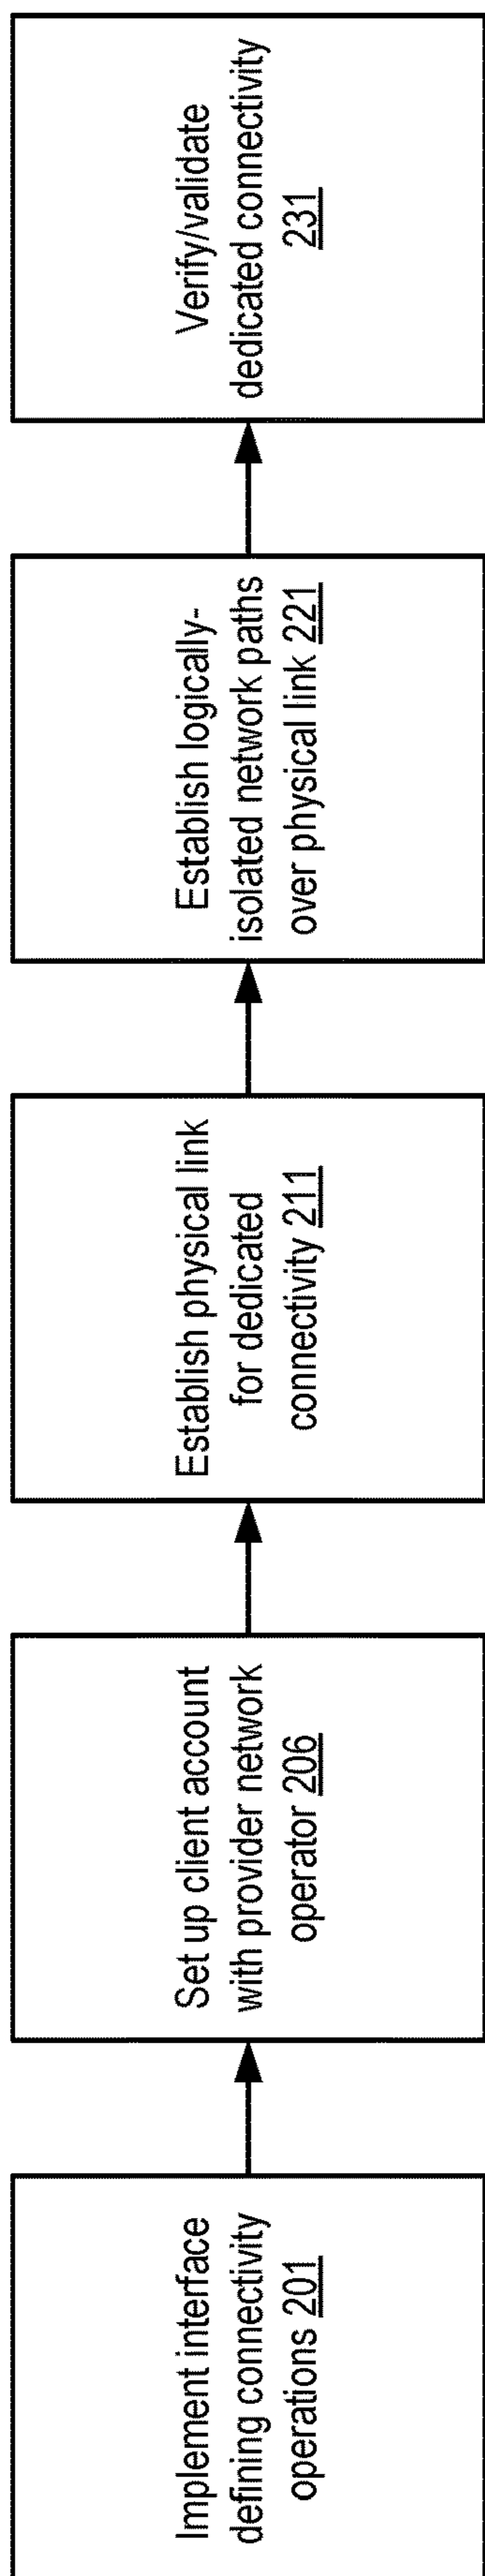 Implement interface
defining connectivity
operations 201
Set up client account
with provider network
operator 206
Establish physical link
for dedicated
connectivity 211
Establish logically-
isolated network paths
over physical link 221
Verify/validate
dedicated connectivity
231